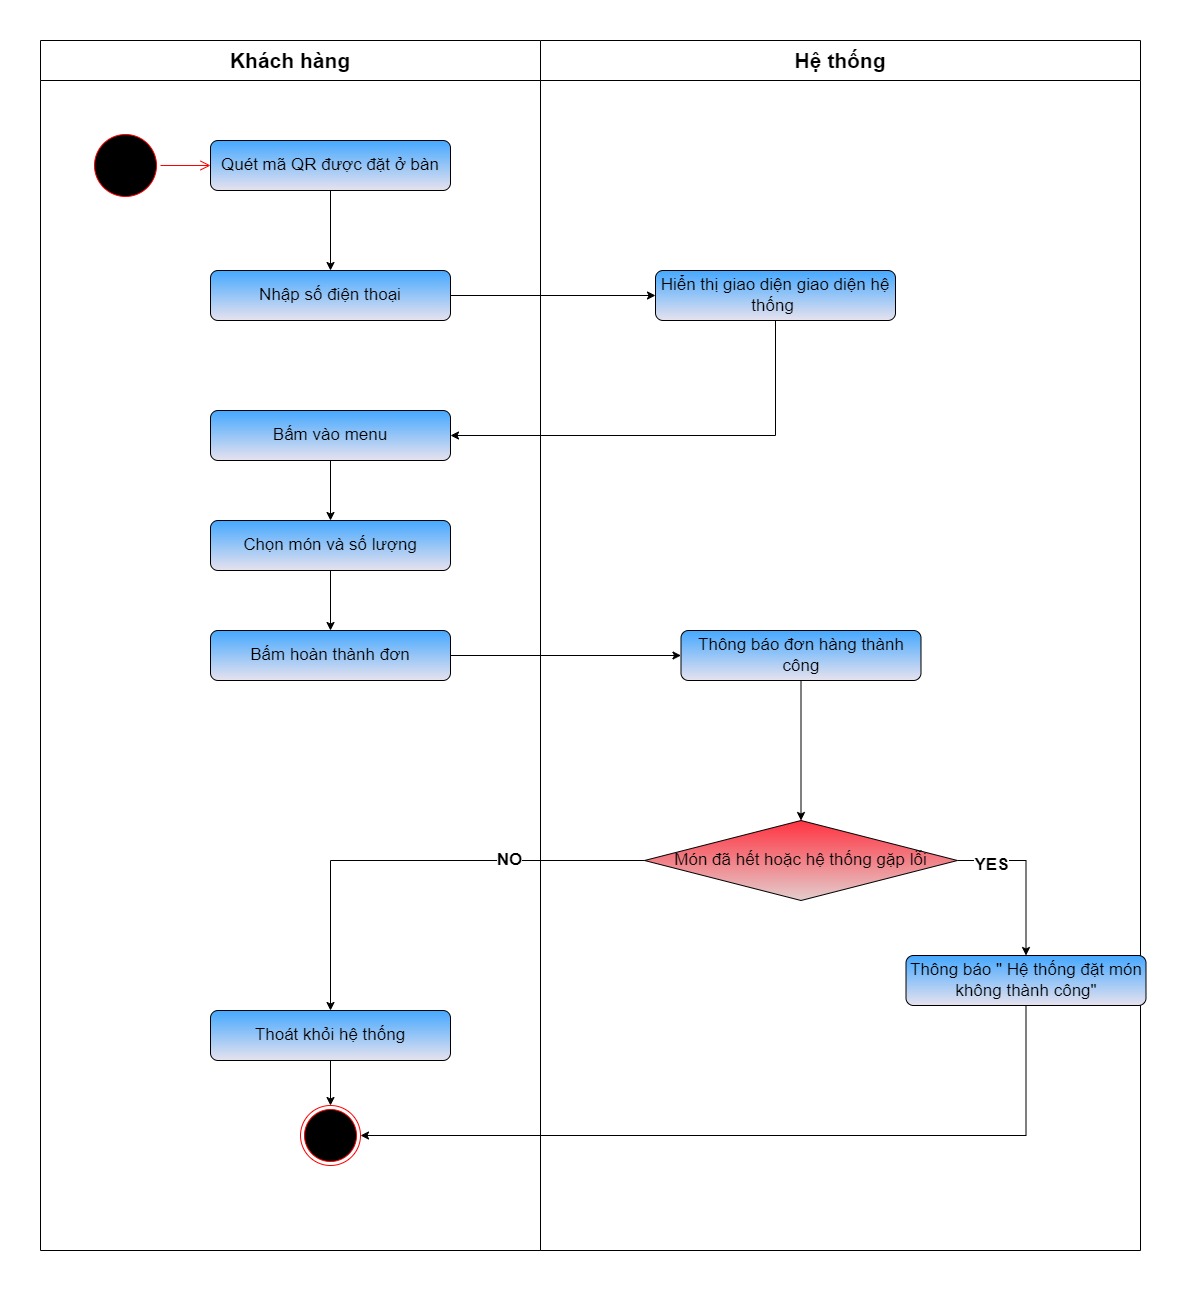 Khách hàng
Hệ thống
Quét mã QR được đặt ở bàn
Nhâp số điện thoại
Hiển thị giao diện giao diện hệ
thống
Bấm vào menu
Chọn món và số lượng
Bấm hoàn thành đơn
Thông báo đơn hàng thành
công
Món đã hết hoặc hệ thống gặp lỗi
NO
YES
Thông báo " Hệ thống đặt món
không thành công"
Thoát khỏi hệ thống